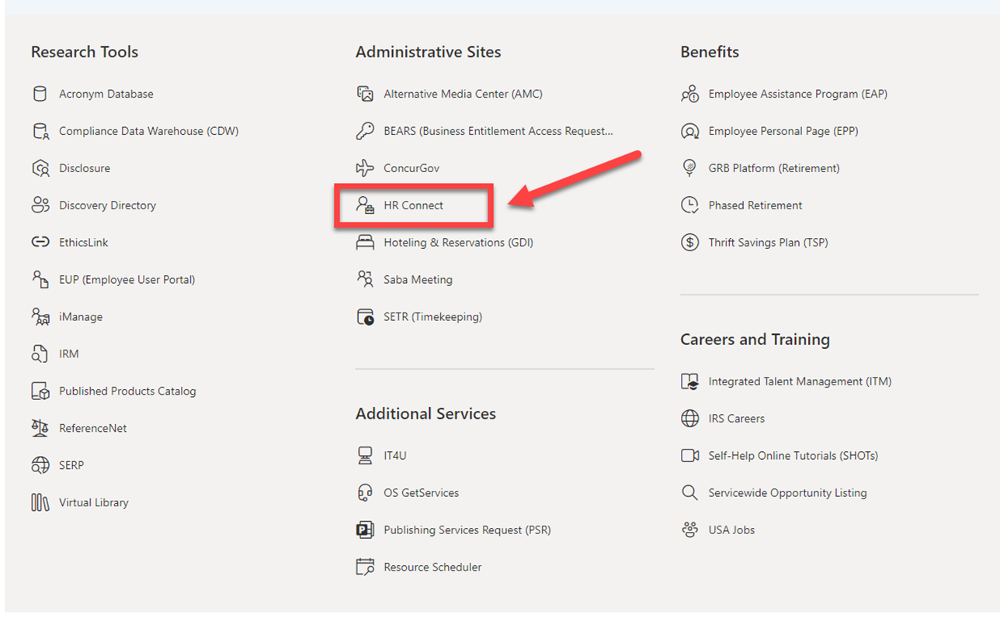 Research Tools
Acronym Database
Compliance Data Warehouse (CDW)
Disclosure
Discovery Directory
EthicsLink
EUP (Employee User Portal)
iManage
IRM
Published Products Catalog
ReferenceNet
SERP
Virtual Library
Administrative Sites
Alternative Media Center (AMC)
BEARS (Business Entitlement Access Request...
ConcurGov
HR Connect
Hoteling & Reservations (GDI)
Saba Meeting
SETR (Timekeeping)
Additional Services
IT4U
OS GetServices
Publishing Services Request (PSR)
Resource Scheduler
Benefits
Employee Assistance Program (EAP)
Employee Personal Page (EPP)
GRB Platform (Retirement)
Phased Retirement
Thrift Savings Plan (TSP)
Careers and Training
Integrated Talent Management (ITM)
IRS Careers
Self-Help Online Tutorials (SHOTs)
Servicewide Opportunity Listing
USA Jobs